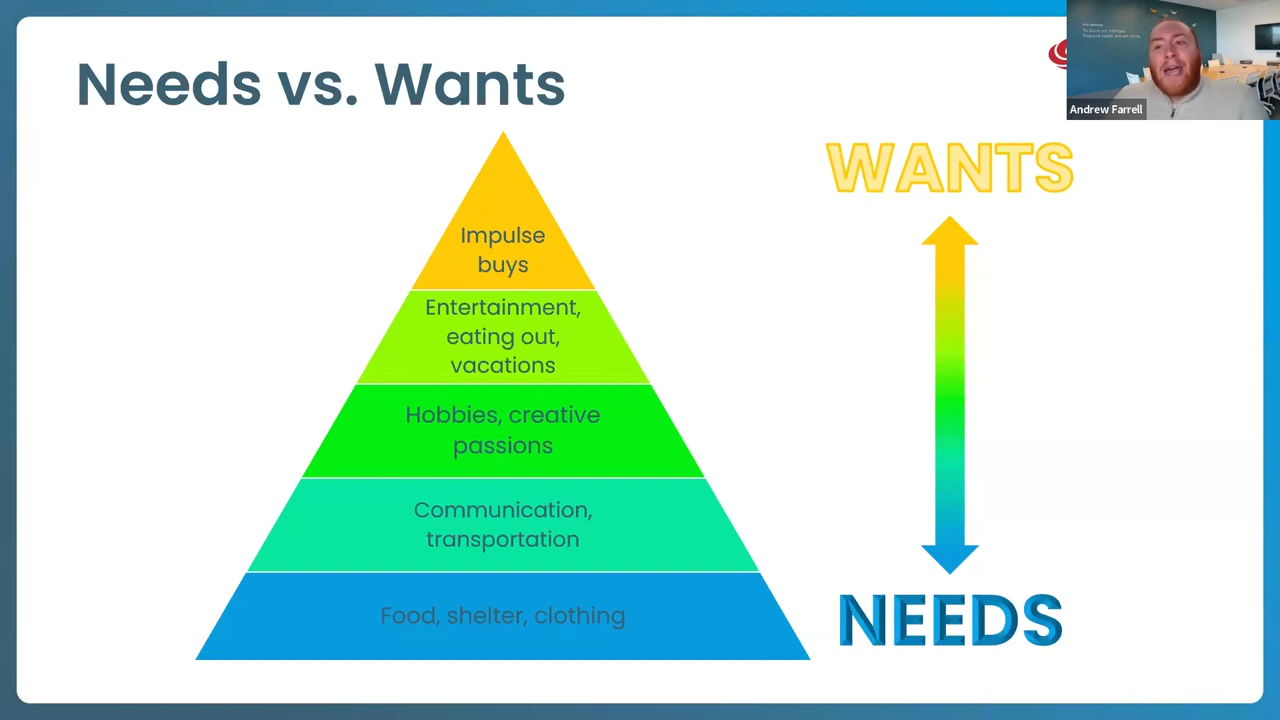 Needs vs. Wants
Impulse
buys
Entertainment,
eating out,
vacations
Hobbies, creative
passions
Communication,
transportation
Food, shelter, clothing
WANTS
NEEDS
Andrew Farrell